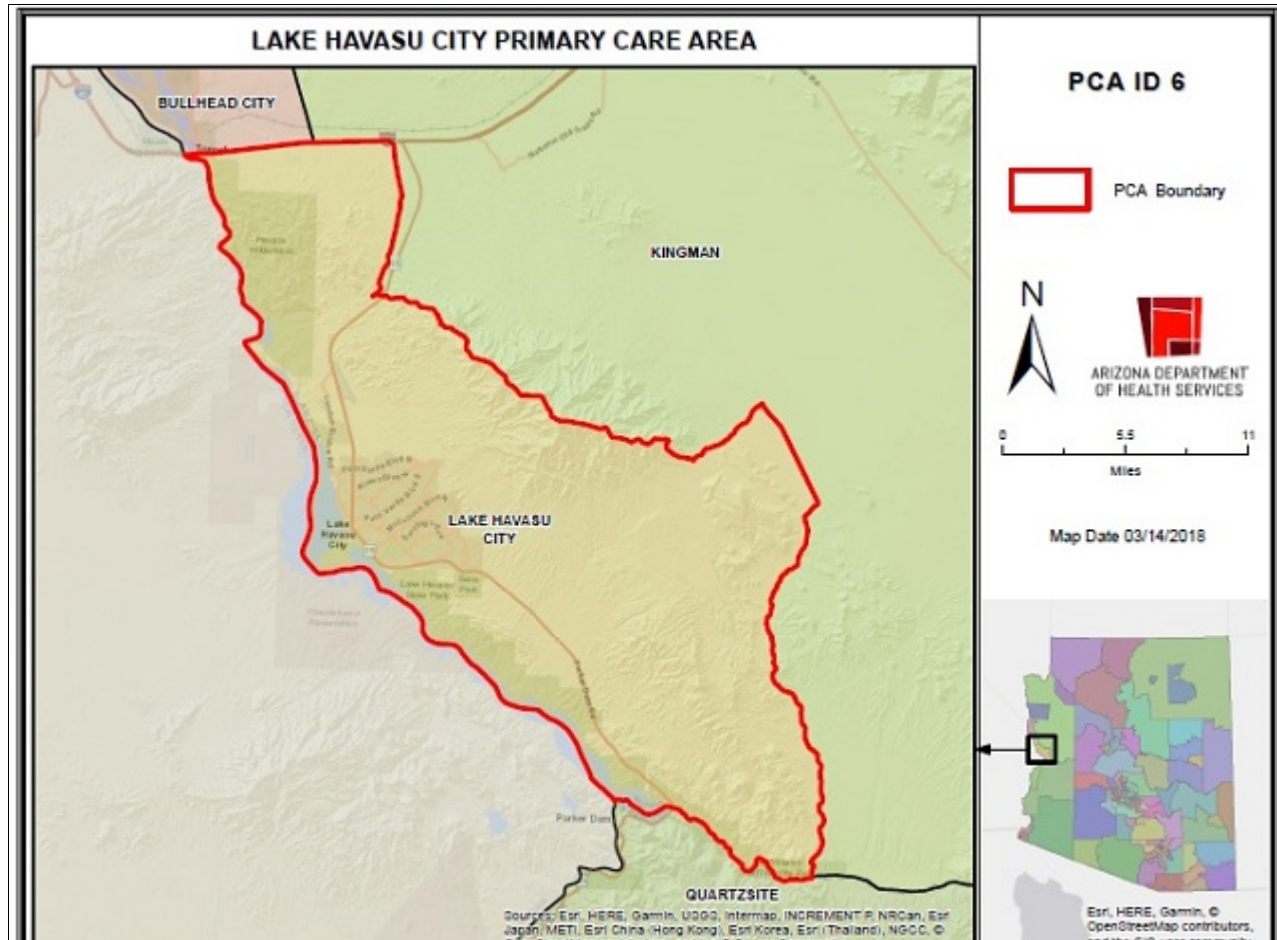 LAKE HAVASU CITY PRIMARY CARE AREA
BULLHEAD CITY
KINGMAN
LAKE HAVASU
CITY
Lake
Havasu
City
Lake Havasu
State Park
Parker Dam Rd
Parker Dam
QUARTZSITE
Sources: Esri, HERE, Garmin, USGS, Intermap, INCREMENT P, NRCan, Esri
Japan, METI, Esri China (Hong Kong), Esri Korea, Esri (Thailand), NGCC, ©
PCA ID 6
PCA Boundary
N
ARIZONA DEPARTMENT
OF HEALTH SERVICES
0 5.5 11
Miles
Map Date 03/14/2018
Esri, HERE, Garmin, ©
OpenStreetMap contributors,